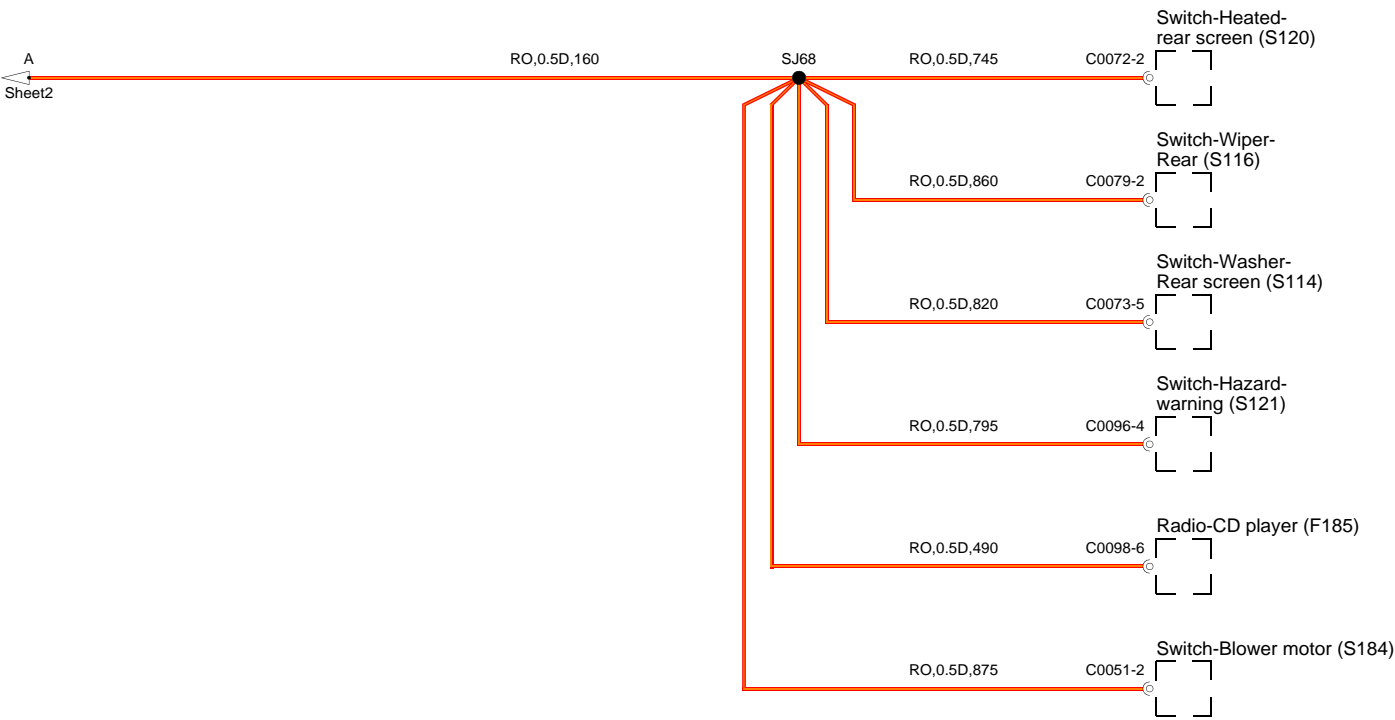 Switch-Heated-
rear screen (S120)
A
RO,0.5D,160
SJ68
RO,0.5D,745
C0072-2
Sheet2
Switch-Wiper-
Rear (S116)
RO,0.5D,860
C0079-2
Switch-Washer-
Rear screen (S114)
RO,0.5D,820
C0073-5
Switch-Hazard-
warning (S121)
RO,0.5D,795
C0096-4
Radio-CD player (F185)
RO,0.5D,490
C0098-6
Switch-Blower motor (S184)
RO,0.5D,875
C0051-2